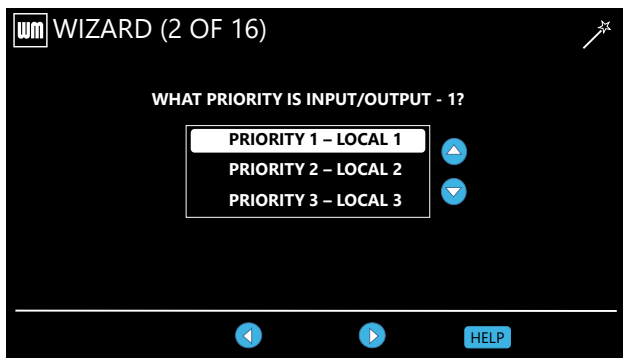 wm WIZARD (2 OF 16)
WHAT PRIORITY IS INPUT/OUTPUT - 1?
PRIORITY 1 – LOCAL 1
PRIORITY 2 – LOCAL 2
PRIORITY 3 – LOCAL 3
HELP